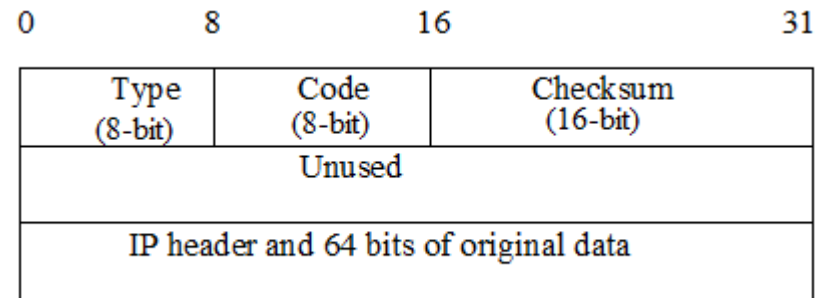 0 8 16 31
Type Code Checksum
(8-bit) (8-bit) (16-bit)
Unused
IP header and 64 bits of original data